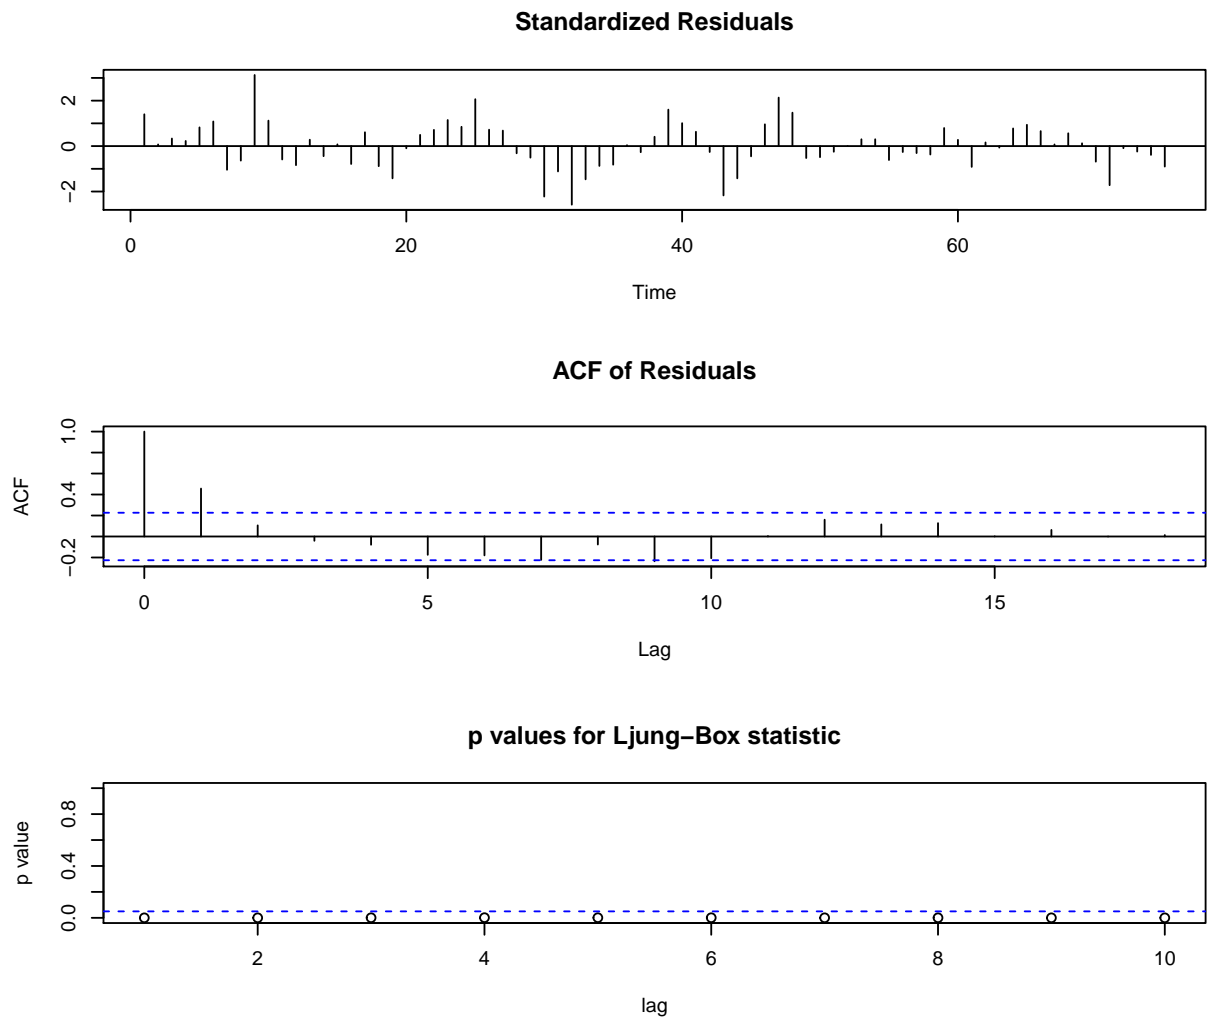 Standardized Residuals
2
0
−2
0 20 40 60
Time
ACF of Residuals
1.0
0.4
−0.2
ACF
0 5 10 15
Lag
p values for Ljung−Box statistic
0.8
0.4
0.0
p value
2 4 6 8 10
lag